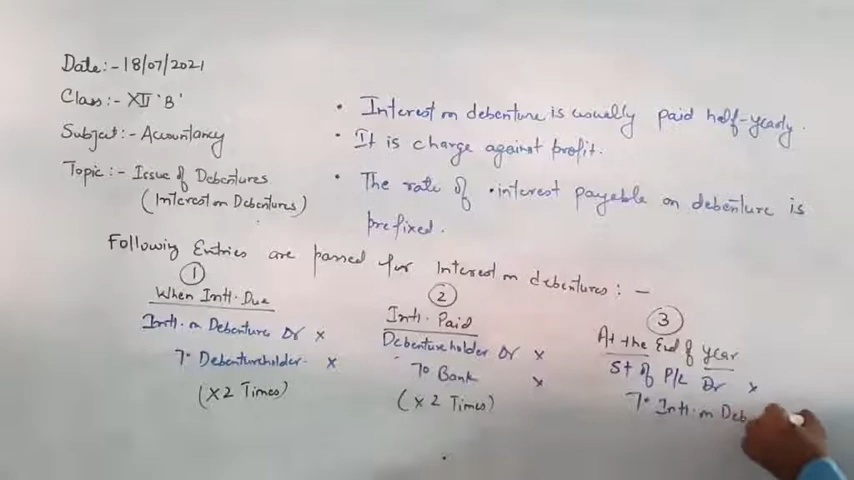 Date:-18/07/2021
Class:- XII 'B'
Subject:- Accountancy
Topic:- Issue of Debentures
(Interest on Debentures)
• Interest on debenture is usually paid half-yearly.
• It is charge against profit.
• The rate of interest payable on debenture is
prefixed.
Following Entries are passed for Interest on debentures:-
1
When Intt. Due
Intt. on Debenture Dr x
To Debentureholder x
(x2 Times)
2
Intt. Paid
Debentureholder Dr x
To Bank x
(x2 Times)
3
At the End of year
St of P/L Dr x
To Intt. on Deb